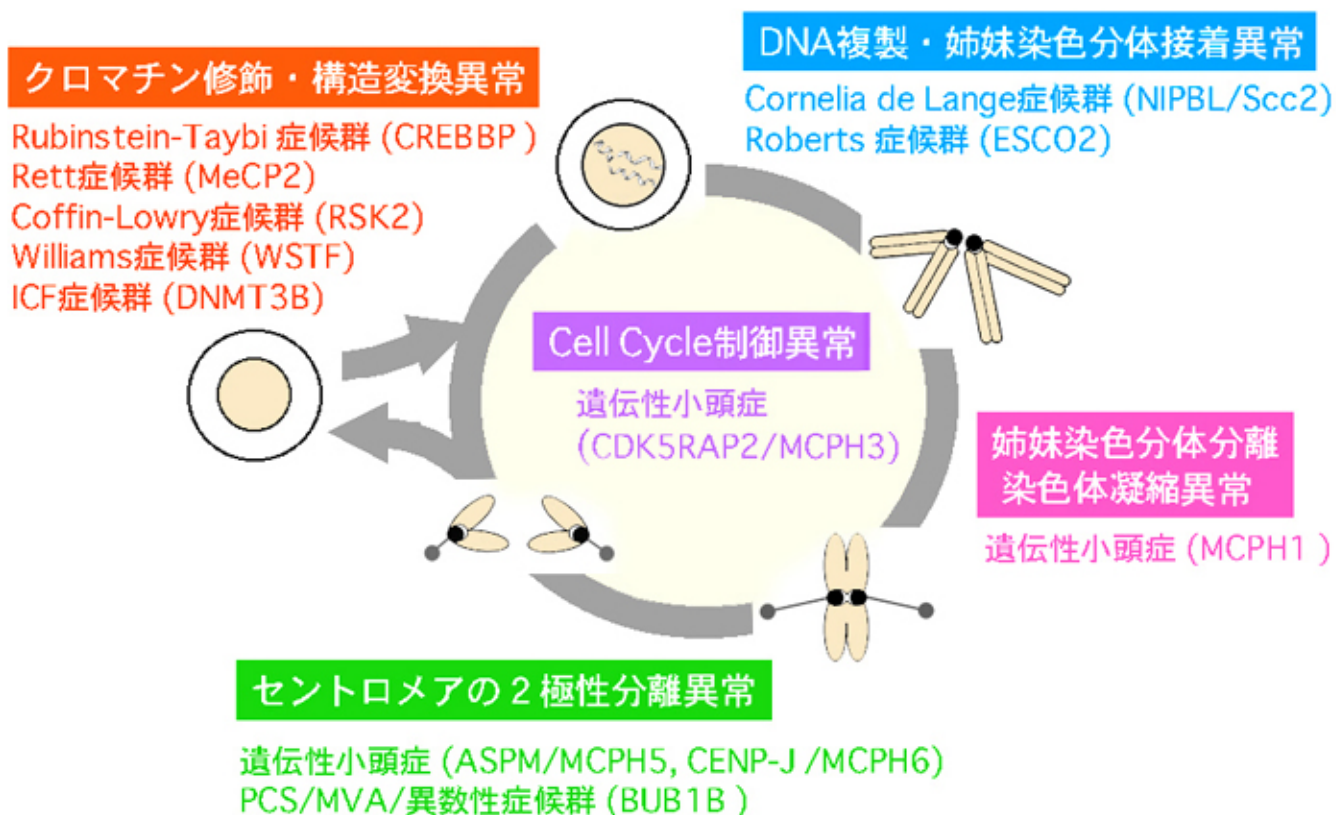 クロマチン修飾・構造変換異常
Rubinstein-Taybi 症候群 (CREBBP )
Rett症候群 (MeCP2)
Coffin-Lowry症候群 (RSK2)
Williams症候群 (WSTF)
ICF症候群 (DNMT3B)
DNA複製・姉妹染色分体接着異常
Cornelia de Lange症候群 (NIPBL/Scc2)
Roberts 症候群 (ESCO2)
Cell Cycle制御異常
遺伝性小頭症
(CDK5RAP2/MCPH3)
姉妹染色分体分離
染色体凝縮異常
遺伝性小頭症 (MCPH1 )
セントロメアの２極性分離異常
遺伝性小頭症 (ASPM/MCPH5, CENP-J /MCPH6)
PCS/MVA/異数性症候群 (BUB1B )